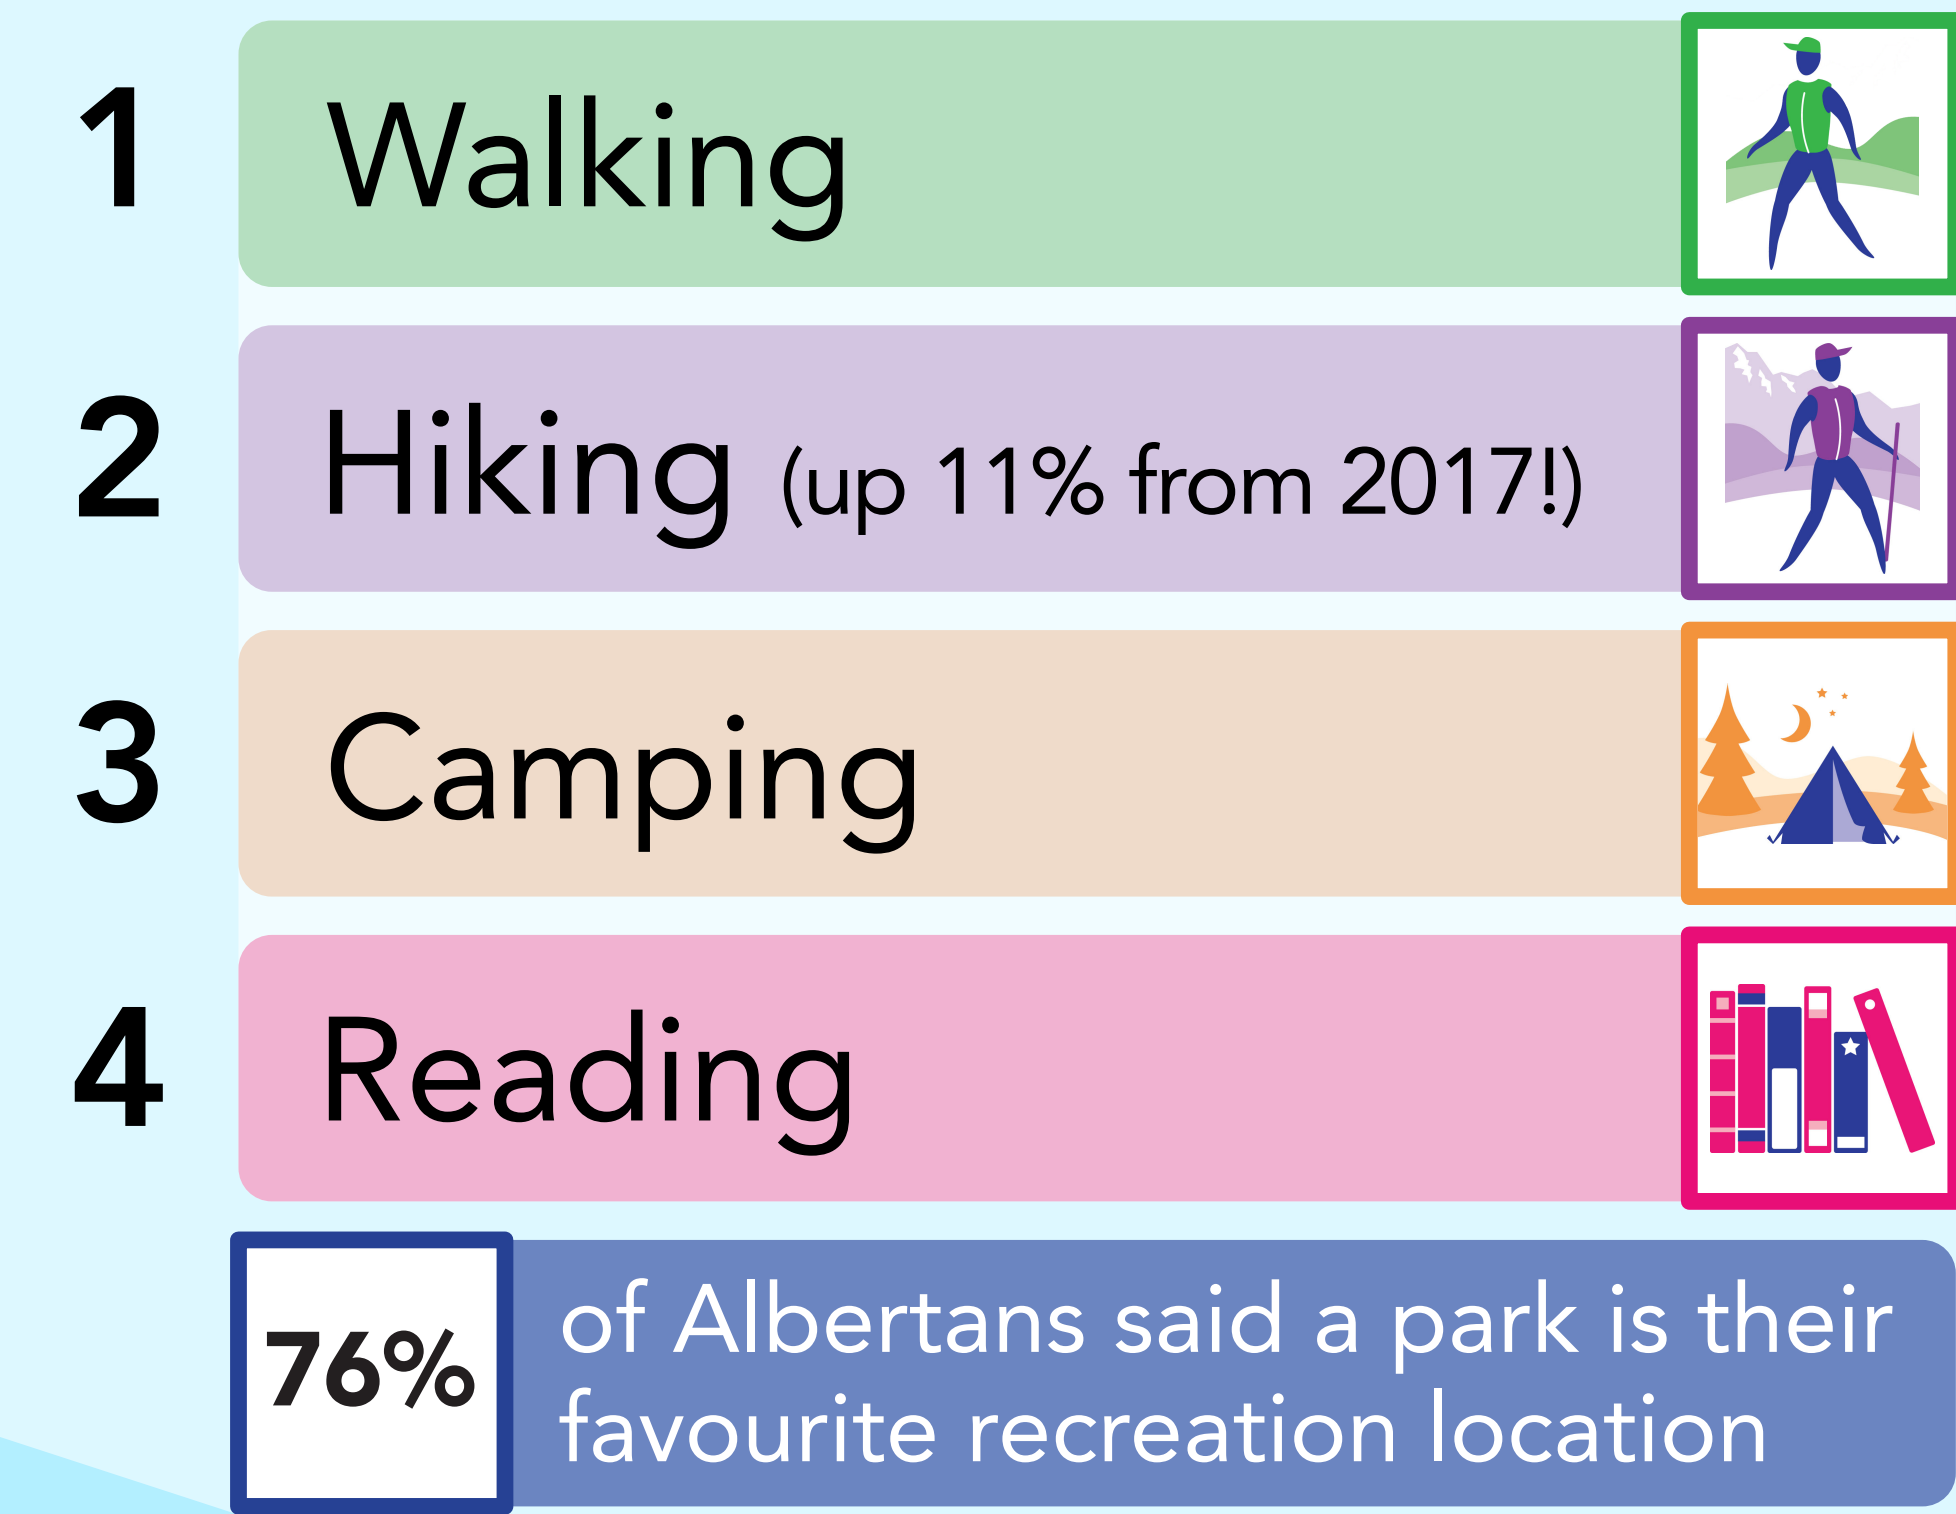 1 Walking
2 Hiking (up 11% from 2017!)
3 Camping
4 Reading
76% of Albertans said a park is their
favourite recreation location